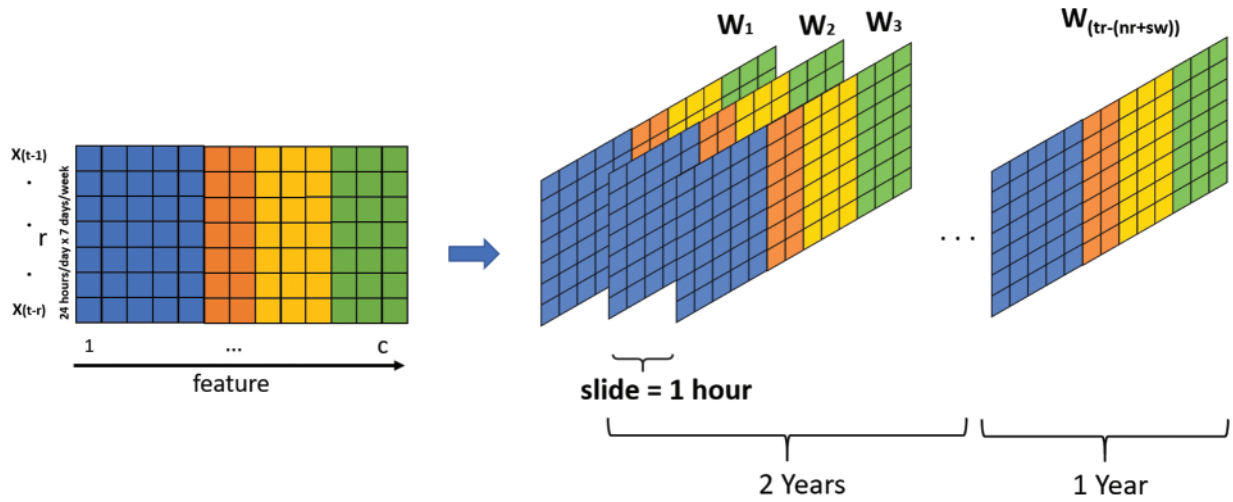 X(t-1)
r
X(t-r)
24 hours/day x 7 days/week
1 ... C
feature
W1 W2 W3 W(tr-(nr+sw))
. . .
slide = 1 hour
2 Years 1 Year